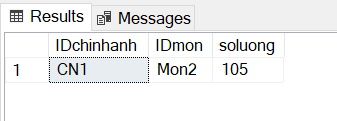 Results Messages
IDchinhanh IDmon soluong
1 CN1 Mon2 105